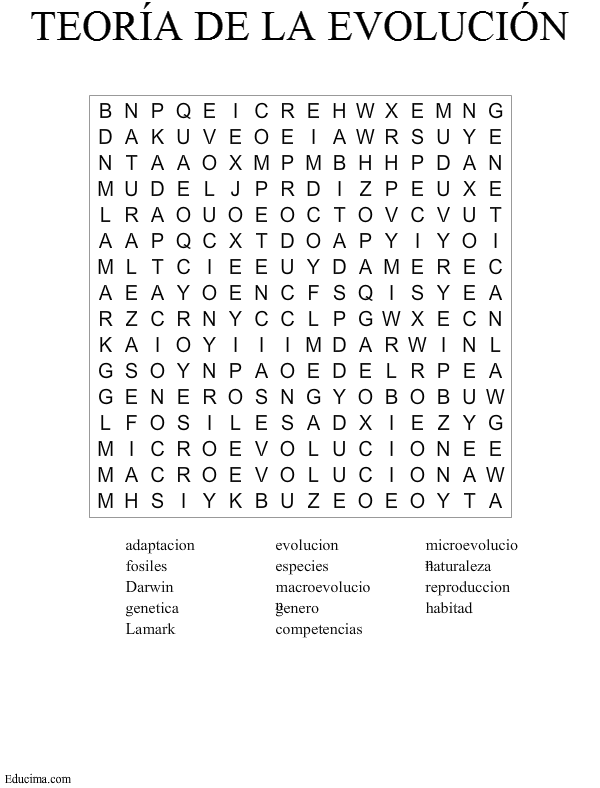 TEORÍA DE LA EVOLUCIÓN
B N P Q E I C R E H W X E M N G
D A K U V E O E I A W R S U Y E
N T A A O X M P M B H H P D A N
M U D E L J P R D I Z P E U X E
L R A O U O E O C T O V C V U T
A A P Q C X T D O A P Y I Y O I
M L T C I E E U Y D A M E R E C
A E A Y O E N C F S Q I S Y E A
R Z C R N Y C C L P G W X E C N
K A I O Y I I I M D A R W I N L
G S O Y N P A O E D E L R P E A
G E N E R O S N G Y O B O B U W
L F O S I L E S A D X I E Z Y G
M I C R O E V O L U C I O N E E
M A C R O E V O L U C I O N A W
M H S I Y K B U Z E O E O Y T A
adaptacion evolucion microevolucio
n
fosiles especies naturaleza
Darwin macroevolucio reproduccion
n
genetica genero habitad
Lamark competencias
Educima.com